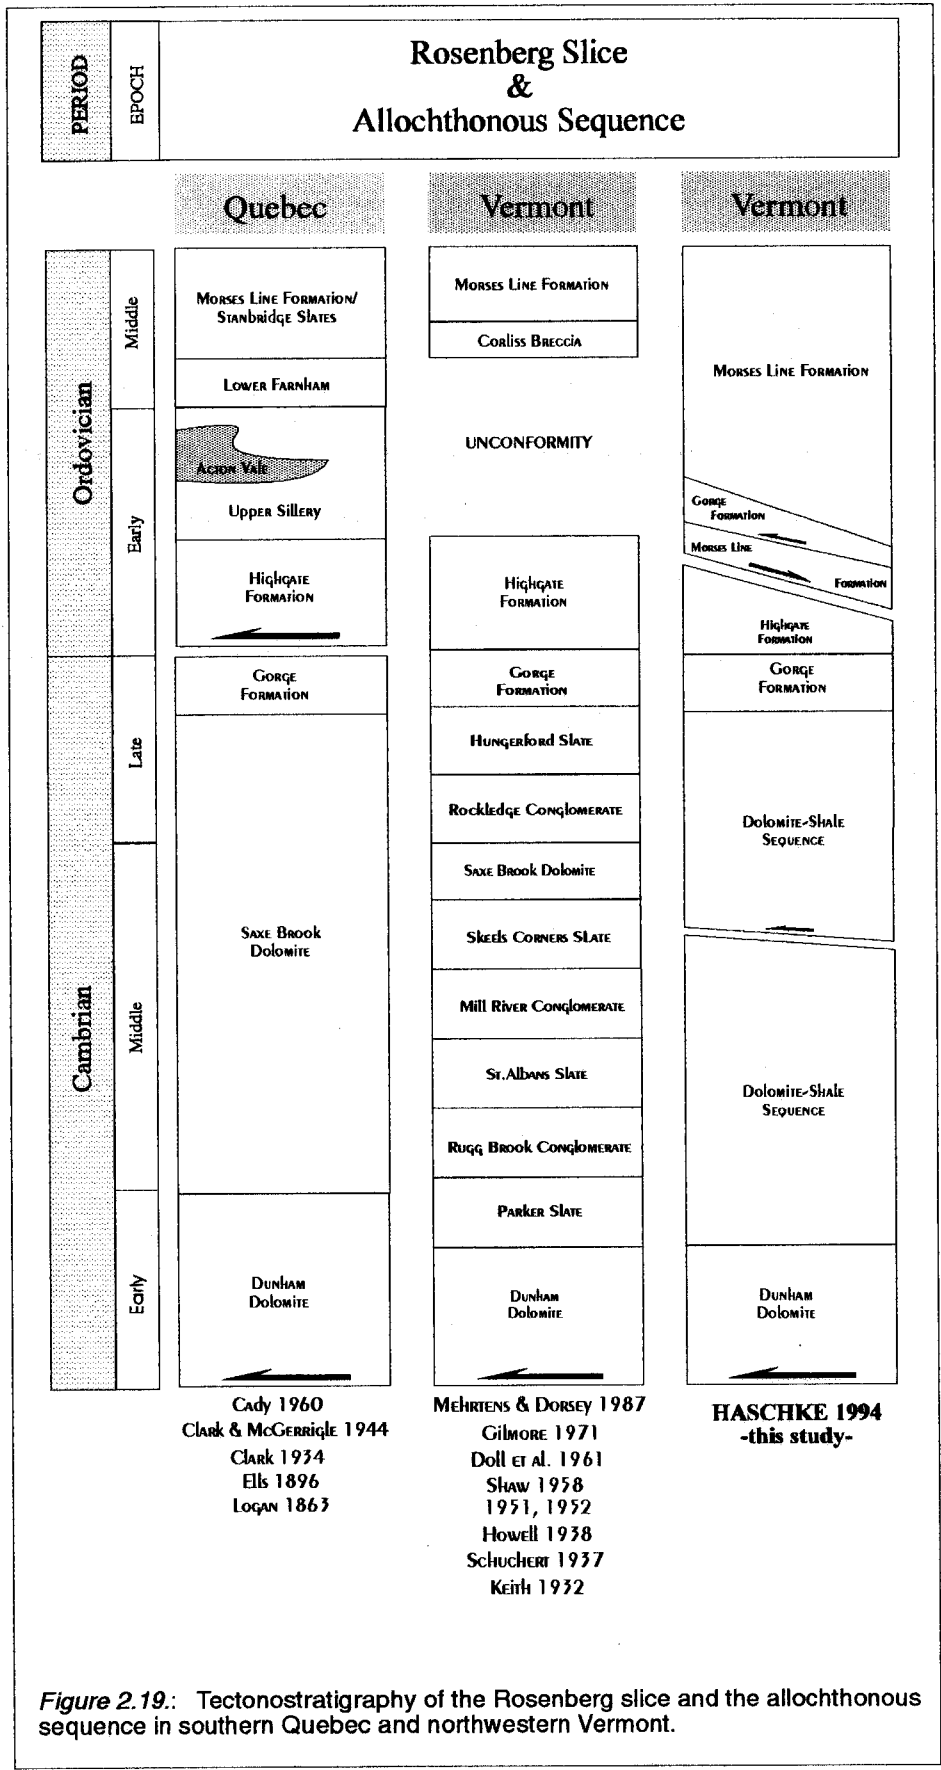 PERIOD
EPOCH
Rosenberg Slice
&
Allochthonous Sequence
Quebec
Vermont
Vermont
Ordovician
Middle
Early
Cambrian
Late
Middle
Early
Morses Line Formation/
Stanbridge Slates
Lower Farnham
Acton Vale
Upper Sillery
Highgate
Formation
Gorge
Formation
Saxe Brook
Dolomite
Dunham
Dolomite
Cady 1960
Clark & McGerrigle 1944
Clark 1934
Ells 1896
Logan 1863
Morses Line Formation
Corliss Breccia
UNCONFORMITY
Highgate
Formation
Gorge
Formation
Hungerford Slate
Rockledge Conglomerate
Saxe Brook Dolomite
Skeels Corners Slate
Mill River Conglomerate
St.Albans Slate
Rugg Brook Conglomerate
Parker Slate
Dunham
Dolomite
Mehrtens & Dorsey 1987
Gilmore 1971
Doll et al. 1961
Shaw 1958
1951, 1952
Howell 1938
Schuchert 1937
Keith 1932
Morses Line Formation
Gorge
Formation
Morses Line
Formation
Highgate
Formation
Gorge
Formation
Dolomite-Shale
Sequence
Dolomite-Shale
Sequence
Dunham
Dolomite
HASCHKE 1994
-this study-
Figure 2.19.: Tectonostratigraphy of the Rosenberg slice and the allochthonous
sequence in southern Quebec and northwestern Vermont.